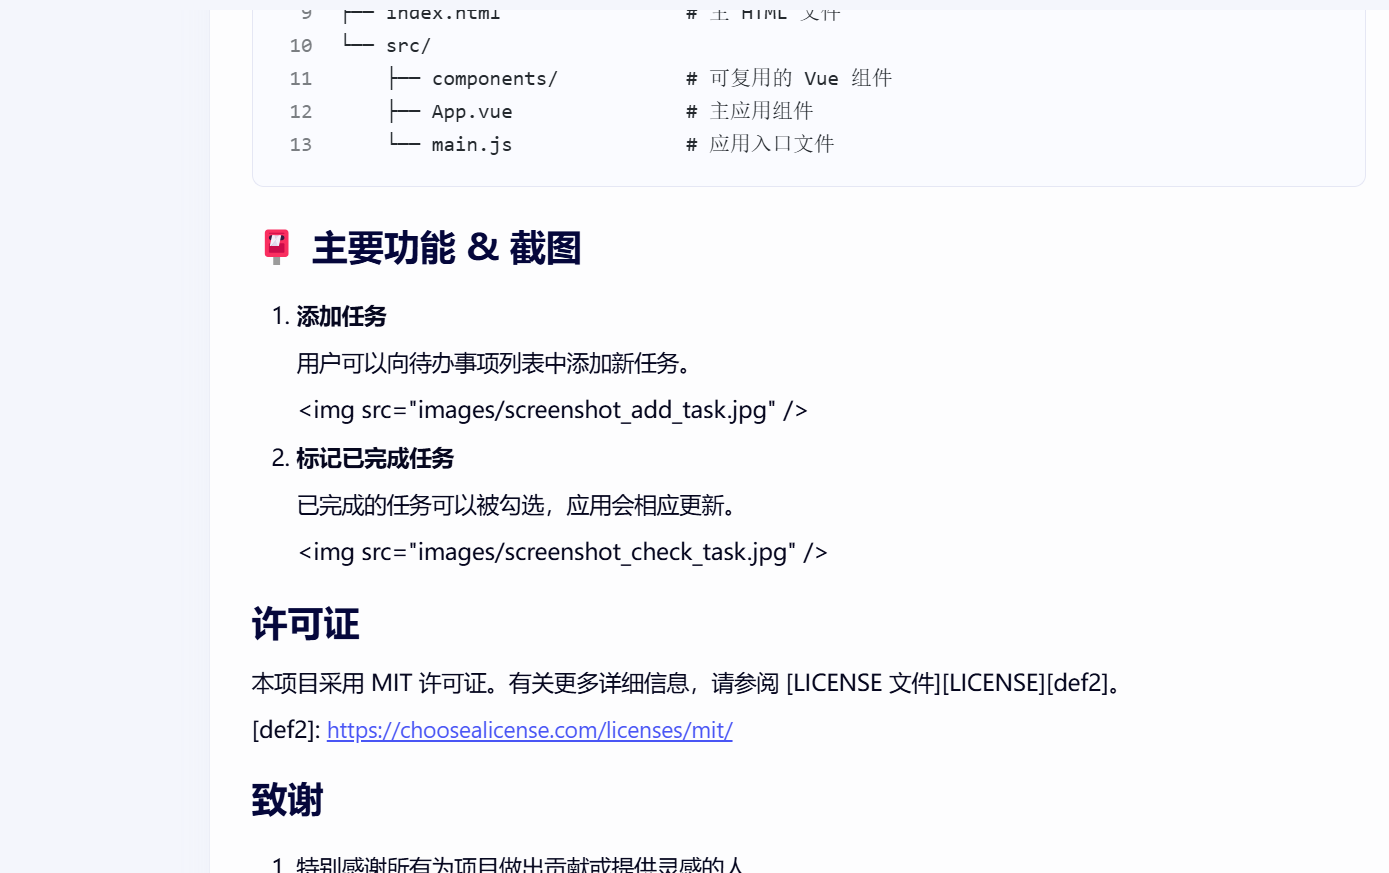 9 ├── index.html # 主 HTML 文件
10 └── src/
11 ├── components/ # 可复用的 Vue 组件
12 ├── App.vue # 主应用组件
13 └── main.js # 应用入口文件
主要功能 & 截图
1. 添加任务
用户可以向待办事项列表中添加新任务。
<img src="images/screenshot_add_task.jpg" />
2. 标记已完成任务
已完成的任务可以被勾选，应用会相应更新。
<img src="images/screenshot_check_task.jpg" />
许可证
本项目采用 MIT 许可证。有关更多详细信息，请参阅 [LICENSE 文件][LICENSE][def2]。
[def2]: https://choosealicense.com/licenses/mit/
致谢
1. 特别感谢所有为项目做出贡献或提供灵感的人